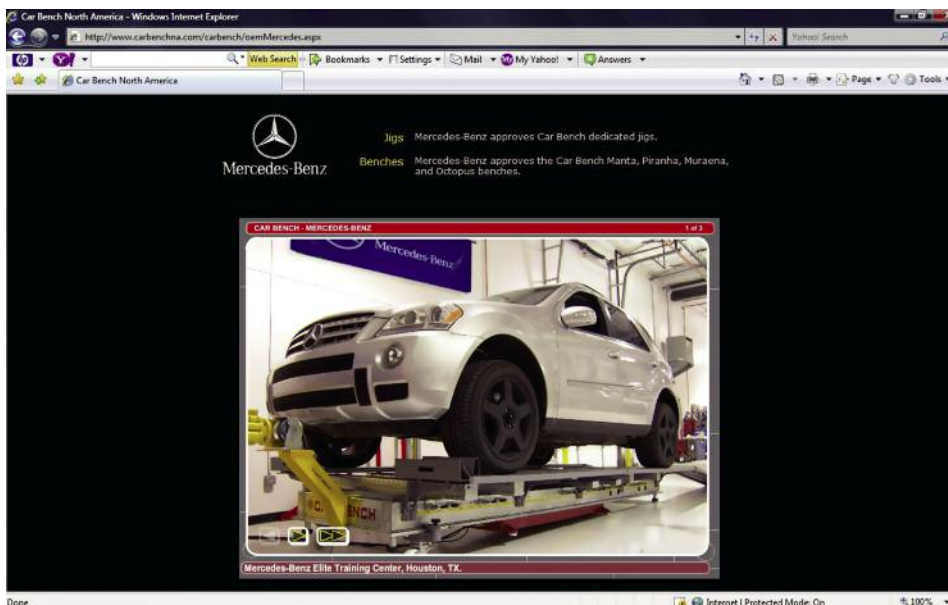 Car Bench North America - Windows Internet Explorer
http://www.carbenchna.com/carbench/oemMercedes.aspx
Yahoo! Search
Web Search
Bookmarks
Settings
Mail
My Yahoo!
Answers
Car Bench North America
Page
Tools
Jigs Mercedes-Benz approves Car Bench dedicated jigs.
Mercedes-Benz
Benches Mercedes-Benz approves the Car Bench Manta, Piranha, Muraena,
and Octopus benches.
CAR BENCH - MERCEDES-BENZ 1 of 3
Mercedes-Benz
CAR BENCH
Mercedes-Benz Elite Training Center, Houston, TX.
Done
Internet | Protected Mode: On
100%